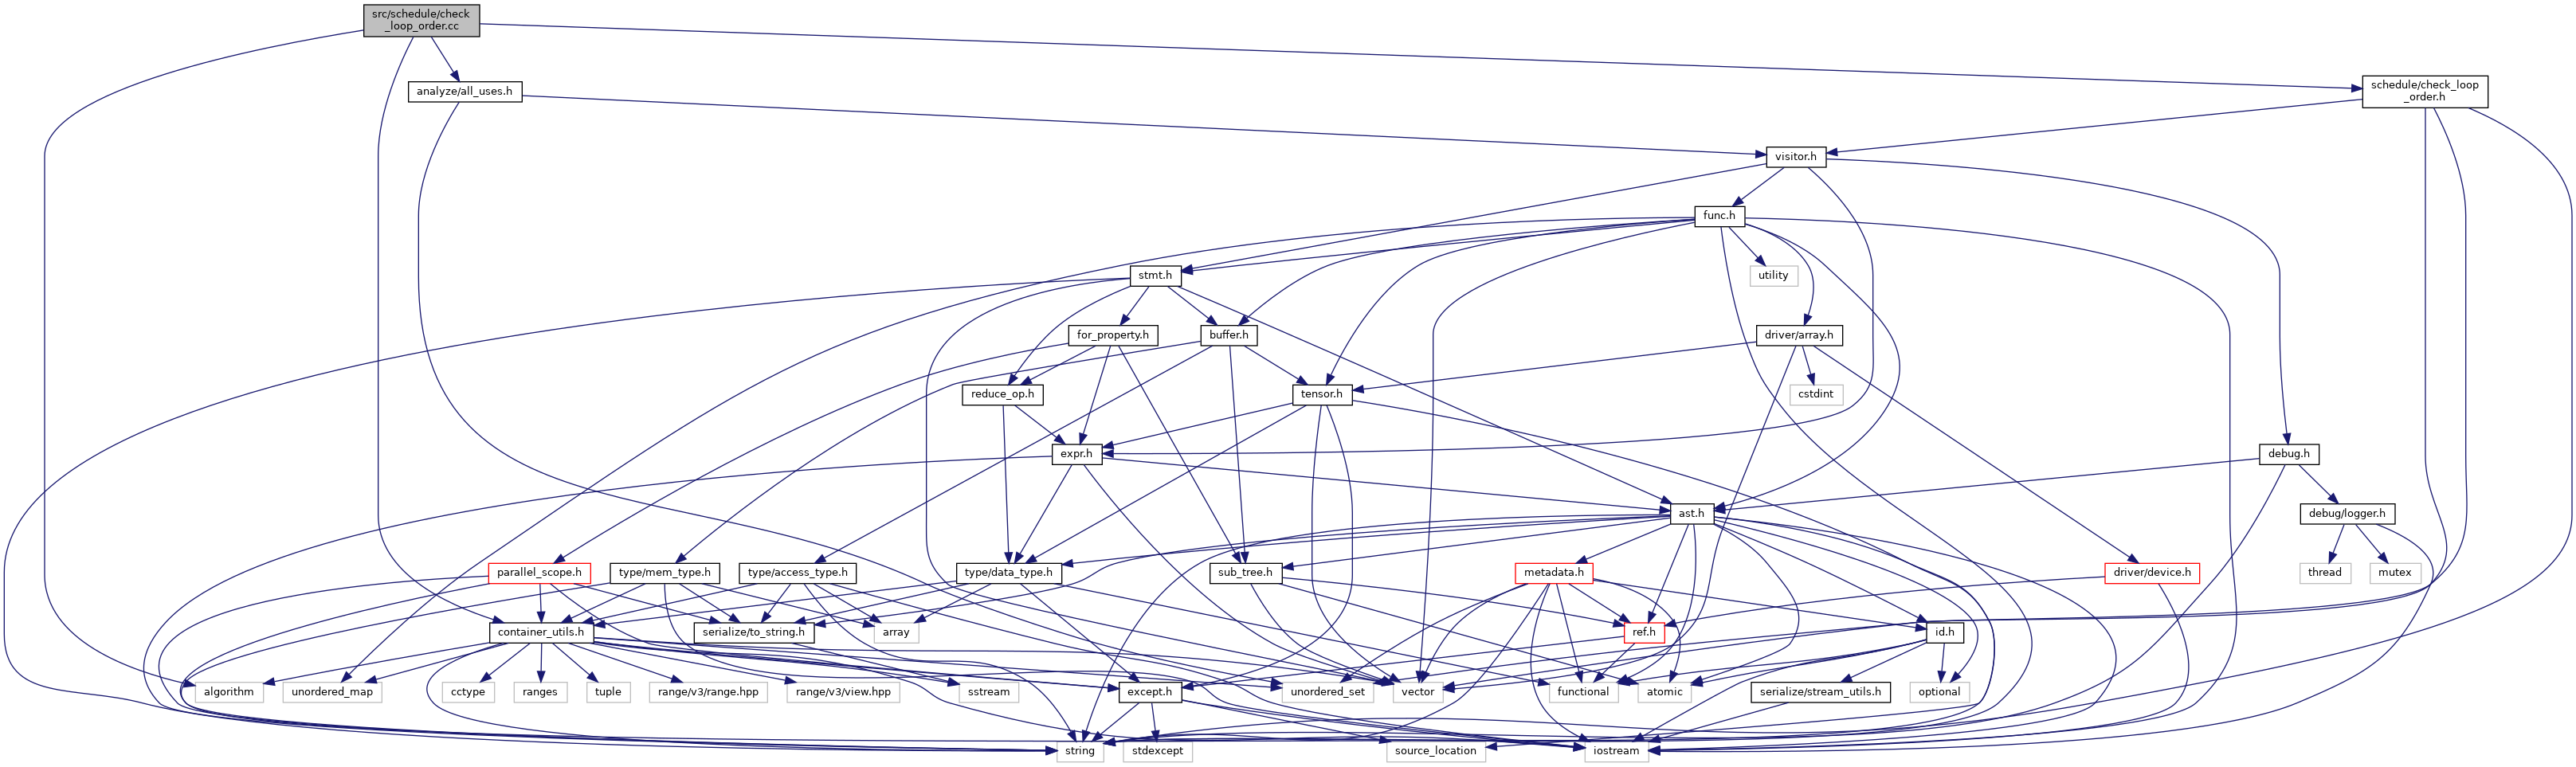 src/schedule/check
_loop_order.cc
analyze/all_uses.h
schedule/check_loop
_order.h
visitor.h
func.h
stmt.h
utility
for_property.h
buffer.h
driver/array.h
reduce_op.h
tensor.h
cstdint
expr.h
debug.h
ast.h
debug/logger.h
parallel_scope.h
type/mem_type.h
type/access_type.h
type/data_type.h
sub_tree.h
metadata.h
driver/device.h
thread
mutex
container_utils.h
serialize/to_string.h
array
ref.h
id.h
algorithm
unordered_map
cctype
ranges
tuple
range/v3/range.hpp
range/v3/view.hpp
sstream
except.h
unordered_set
vector
functional
atomic
serialize/stream_utils.h
optional
string
stdexcept
source_location
iostream